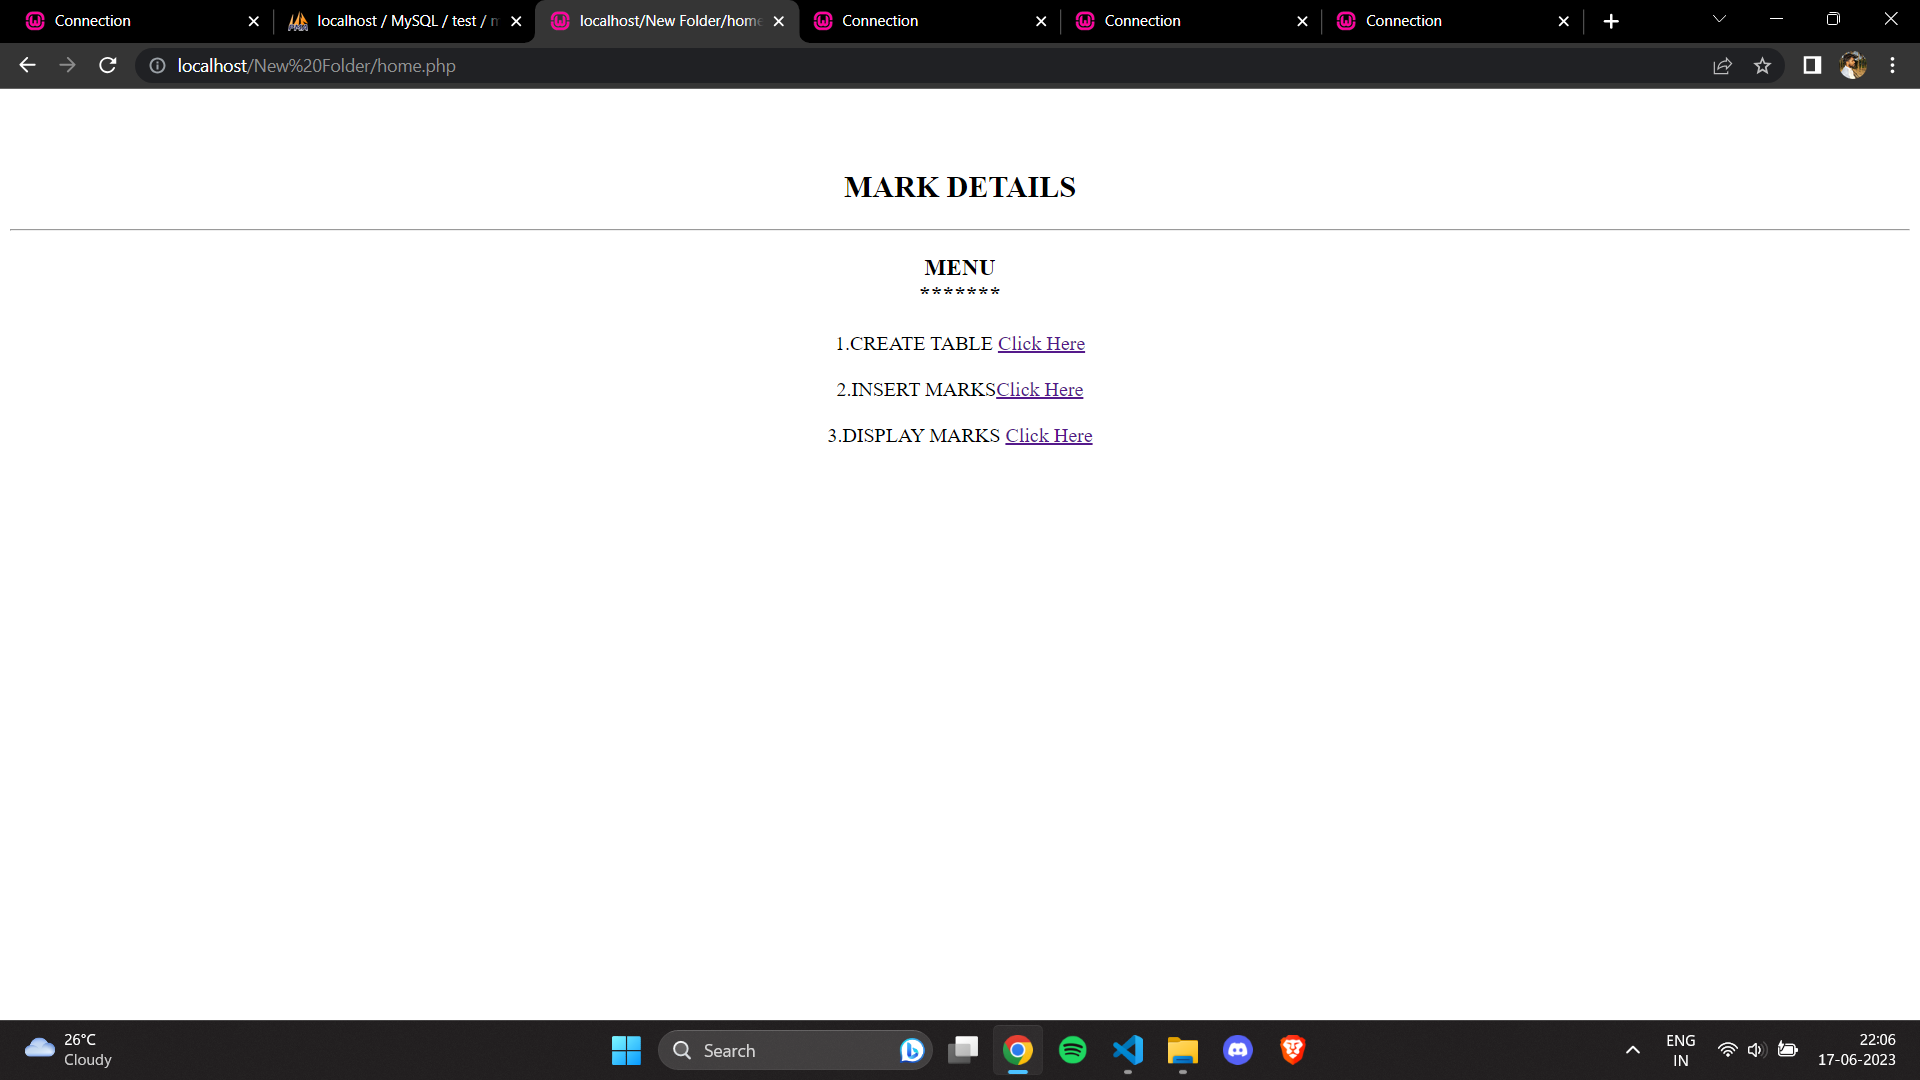 Connection
localhost / MySQL / test /
localhost/New Folder/home
Connection
Connection
Connection
localhost/New%20Folder/home.php
MARK DETAILS
MENU
*******
1.CREATE TABLE Click Here
2.INSERT MARKSClick Here
3.DISPLAY MARKS Click Here
26°C
Cloudy
Search
ENG
IN
22:06
17-06-2023